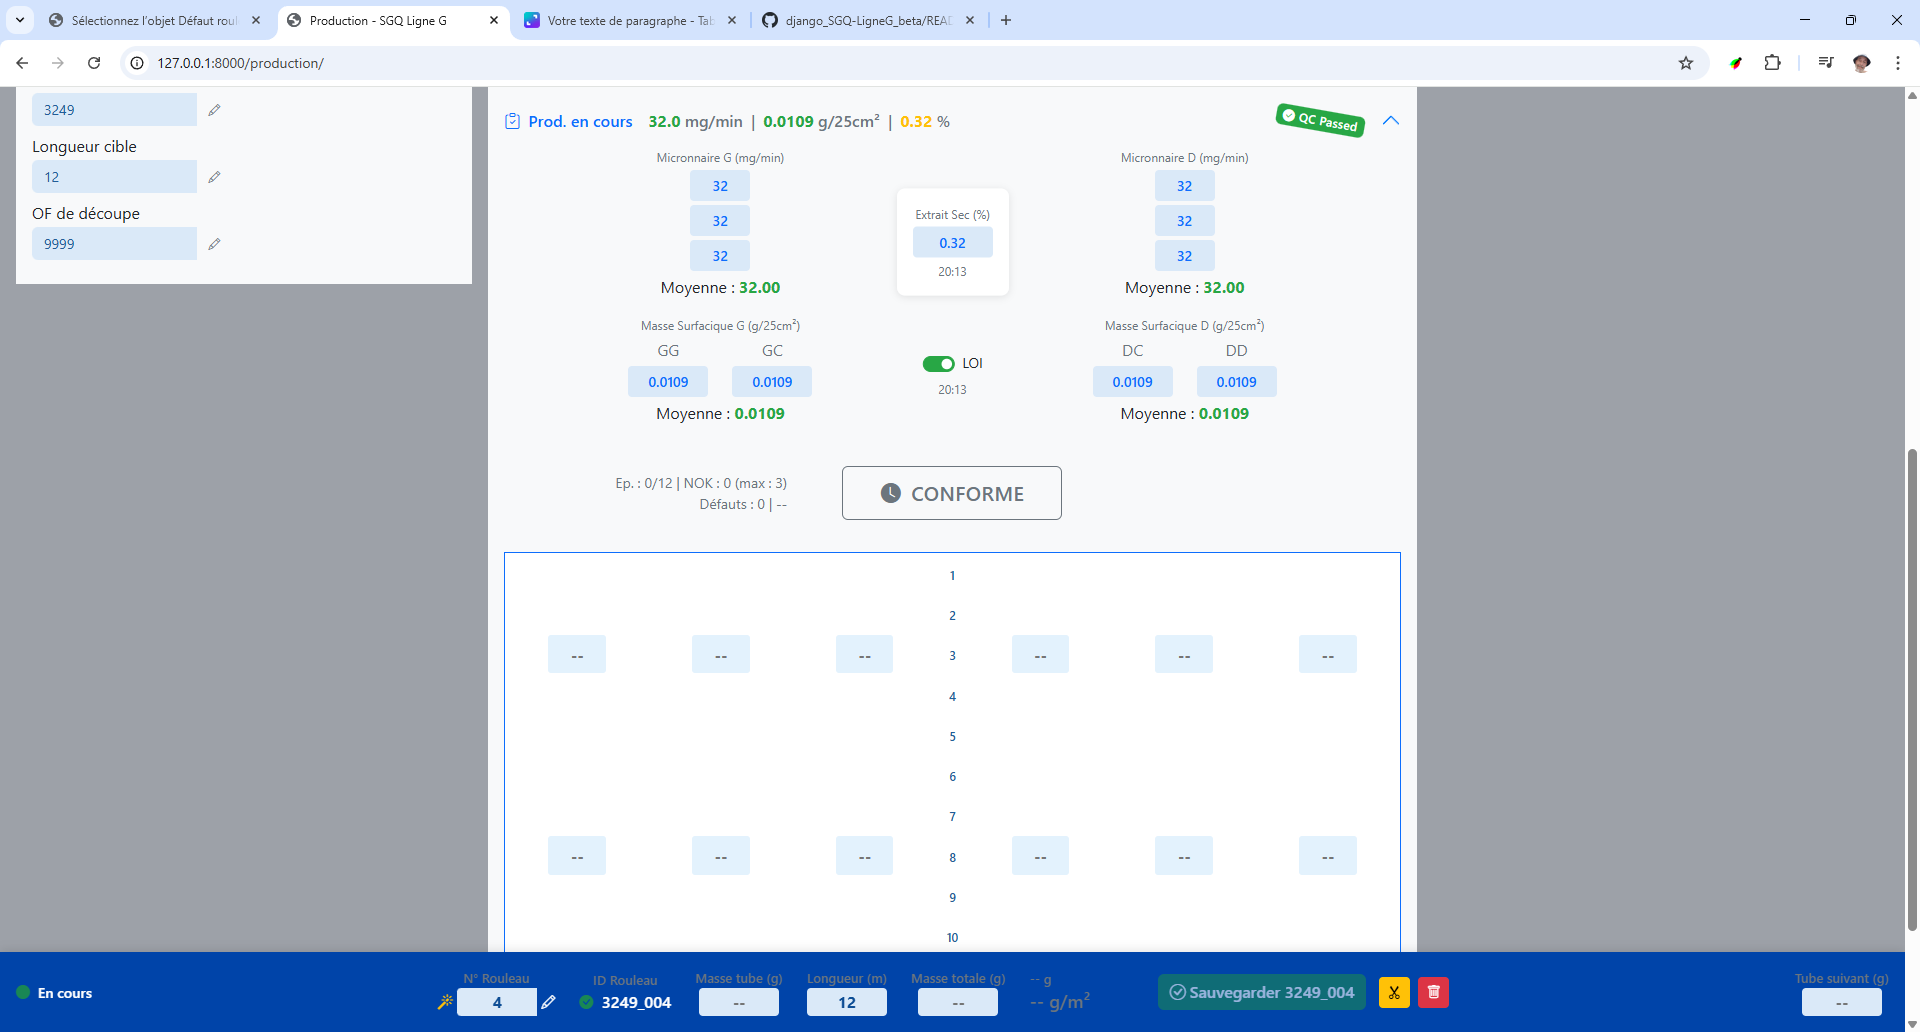 Sélectionnez l'objet Défaut roul
Production - SGQ Ligne G
Votre texte de paragraphe - Tab
django_SGQ-LigneG_beta/READ
127.0.0.1:8000/production/
3249
Longueur cible
12
OF de découpe
9999
Prod. en cours 32.0 mg/min | 0.0109 g/25cm² | 0.32 %
QC Passed
Micronnaire G (mg/min)
32
32
32
Moyenne : 32.00
Extrait Sec (%)
0.32
20:13
Micronnaire D (mg/min)
32
32
32
Moyenne : 32.00
Masse Surfacique G (g/25cm²)
GG GC
0.0109 0.0109
Moyenne : 0.0109
LOI
20:13
Masse Surfacique D (g/25cm²)
DC DD
0.0109 0.0109
Moyenne : 0.0109
Ep. : 0/12 | NOK : 0 (max : 3)
Défauts : 0 | --
CONFORME
1
2
-- -- -- 3 -- -- --
4
5
6
7
-- -- -- 8 -- -- --
9
10
En cours
N° Rouleau
4
ID Rouleau
3249_004
Masse tube (g)
--
Longueur (m)
12
Masse totale (g)
--
-- g
-- g/m²
Sauvegarder 3249_004
Tube suivant (g)
--